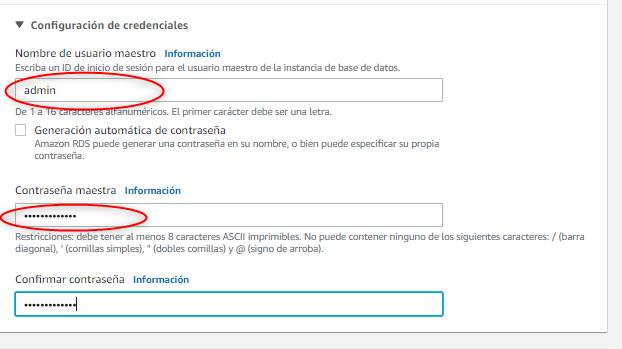 Configuración de credenciales
Nombre de usuario maestro Información
Escriba un ID de inicio de sesión para el usuario maestro de la instancia de base de datos.
admin
De 1 a 16 caracteres alfanuméricos. El primer carácter debe ser una letra.
Generación automática de contraseña
Amazon RDS puede generar una contraseña en su nombre, o bien puede especificar su propia
contraseña.
Contraseña maestra Información
•••••••••••••
Restricciones: debe tener al menos 8 caracteres ASCII imprimibles. No puede contener ninguno de los siguientes caracteres: / (barra
diagonal), ' (comillas simples), " (dobles comillas) y @ (signo de arroba).
Confirmar contraseña Información
•••••••••••••